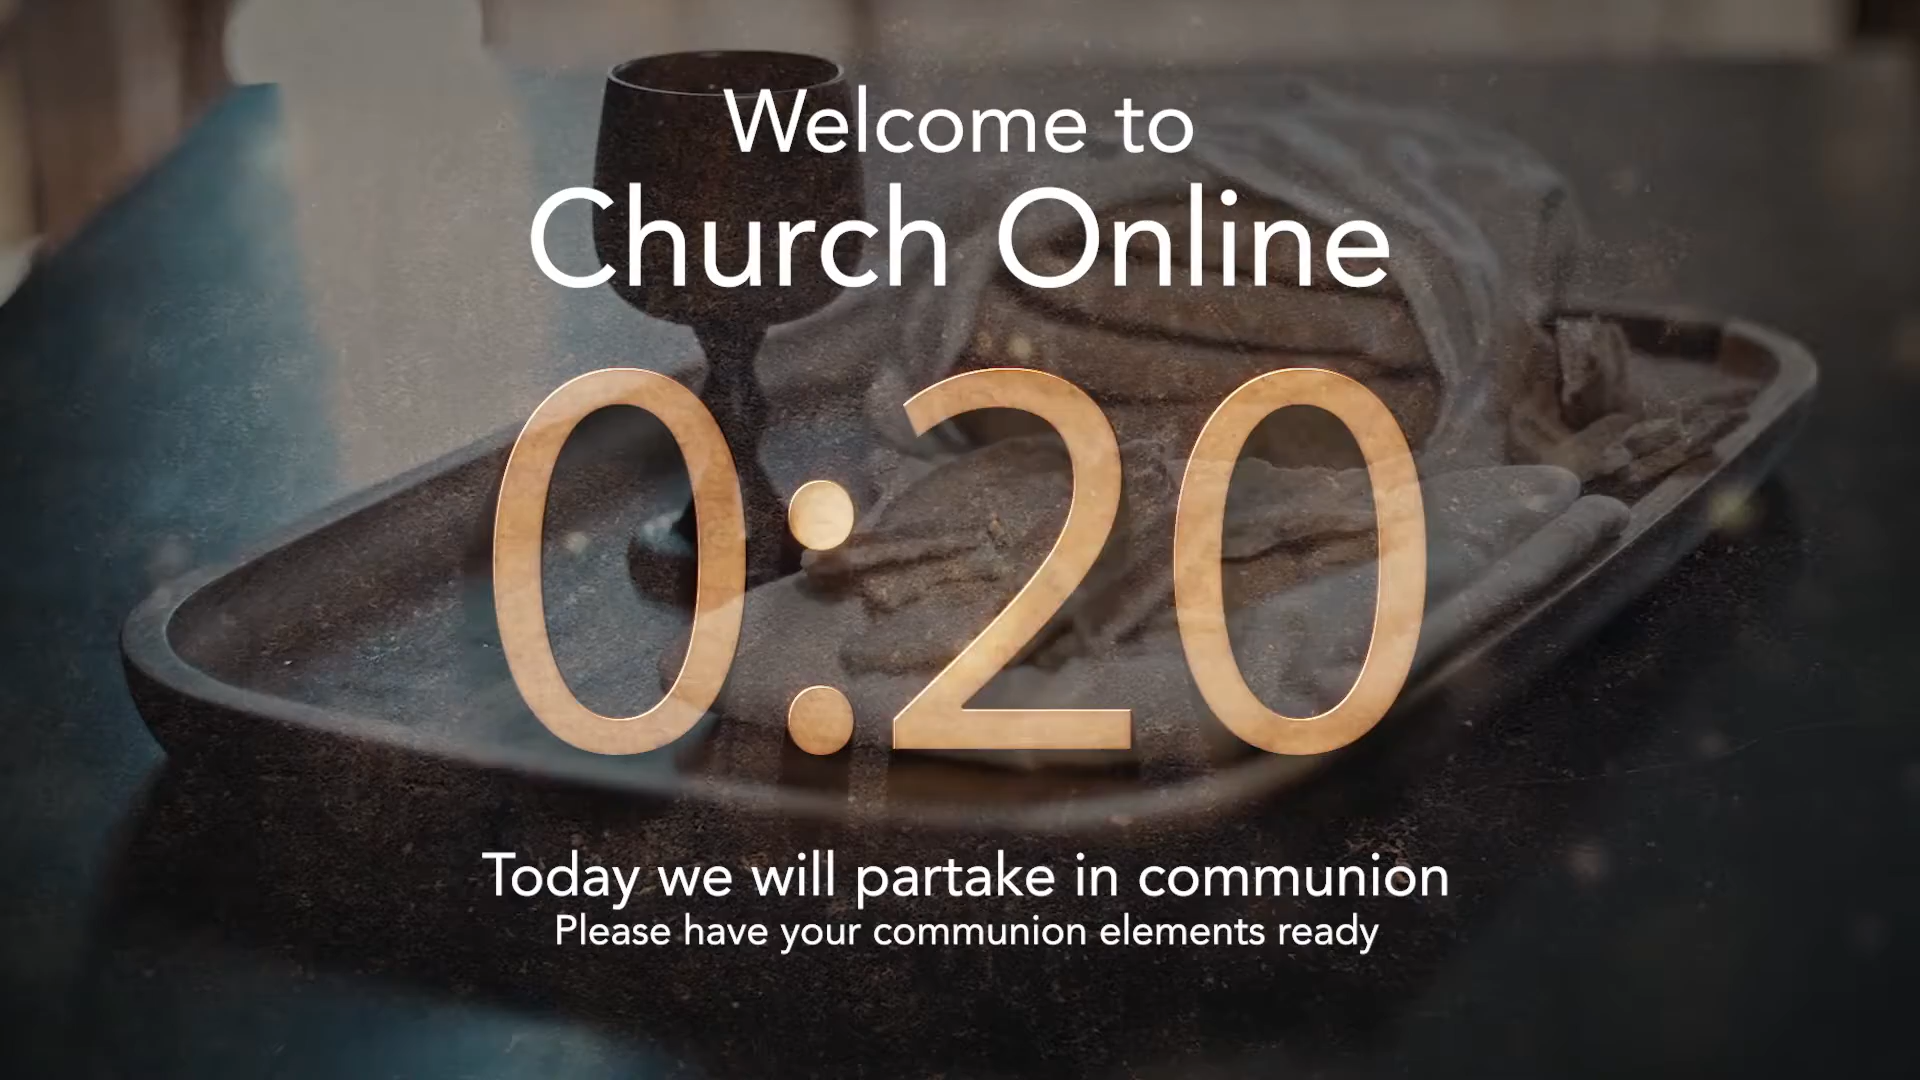 Welcome to
Church Online
0:20
Today we will partake in communion
Please have your communion elements ready